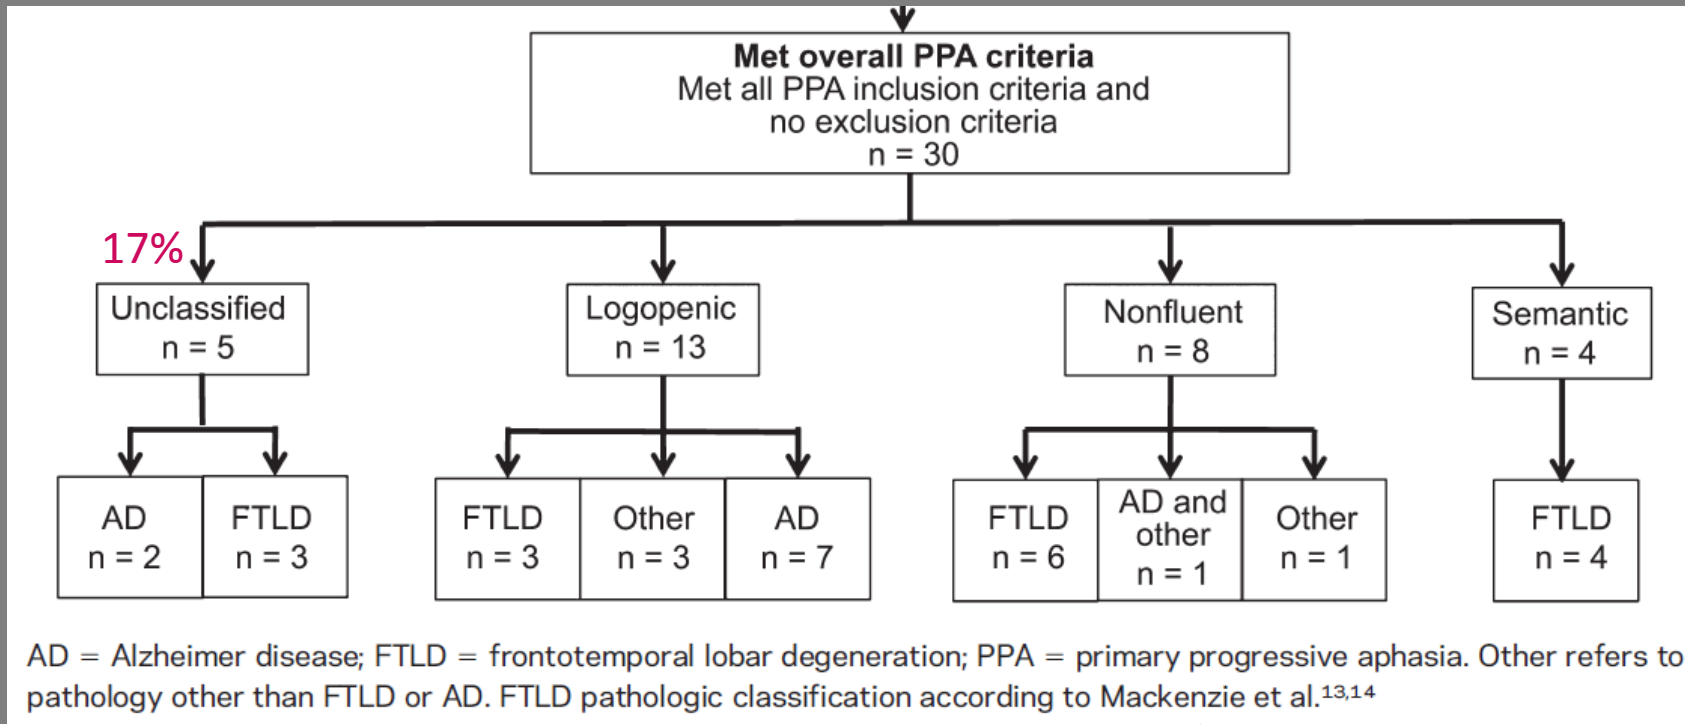 Met overall PPA criteria
Met all PPA inclusion criteria and
no exclusion criteria
n = 30
17%
Unclassified
n = 5
Logopenic
n = 13
Nonfluent
n = 8
Semantic
n = 4
AD
n = 2
FTLD
n = 3
FTLD
n = 3
Other
n = 3
AD
n = 7
FTLD
n = 6
AD and
other
n = 1
Other
n = 1
FTLD
n = 4
AD = Alzheimer disease; FTLD = frontotemporal lobar degeneration; PPA = primary progressive aphasia. Other refers to
pathology other than FTLD or AD. FTLD pathologic classification according to Mackenzie et al.¹³,¹⁴